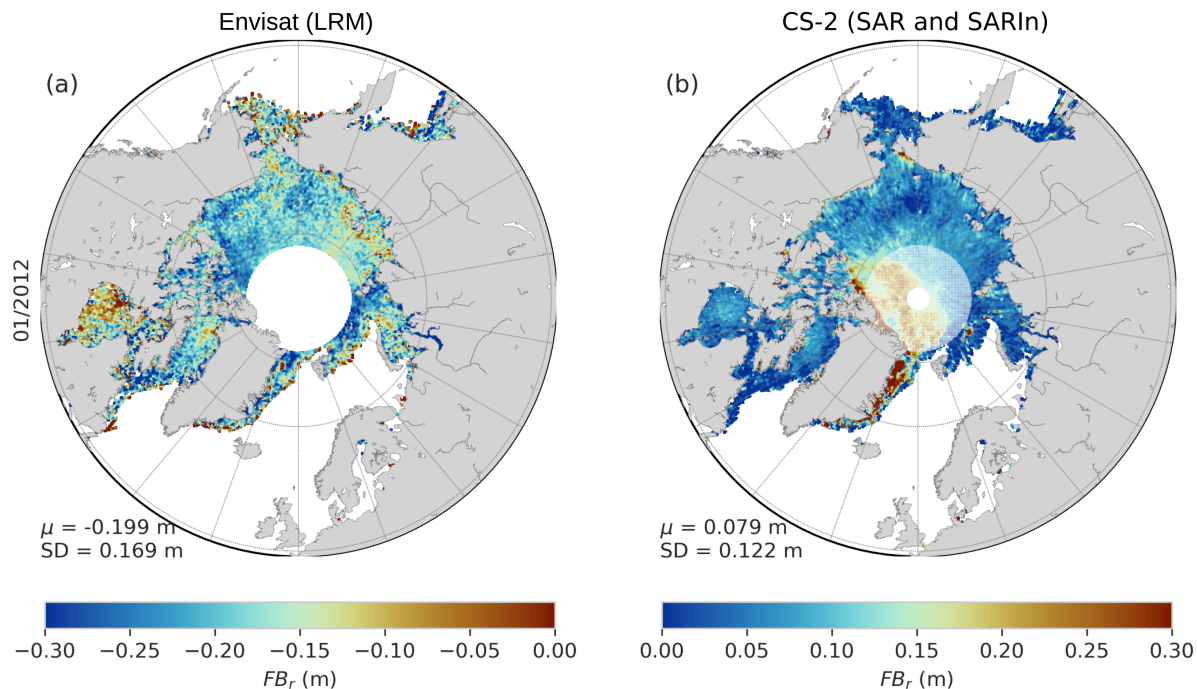 Envisat (LRM)
CS-2 (SAR and SARIn)
(a)
(b)
01/2012
μ = -0.199 m
SD = 0.169 m
μ = 0.079 m
SD = 0.122 m
−0.30 −0.25 −0.20 −0.15 −0.10 −0.05 0.00
FBr (m)
0.00 0.05 0.10 0.15 0.20 0.25 0.30
FBr (m)